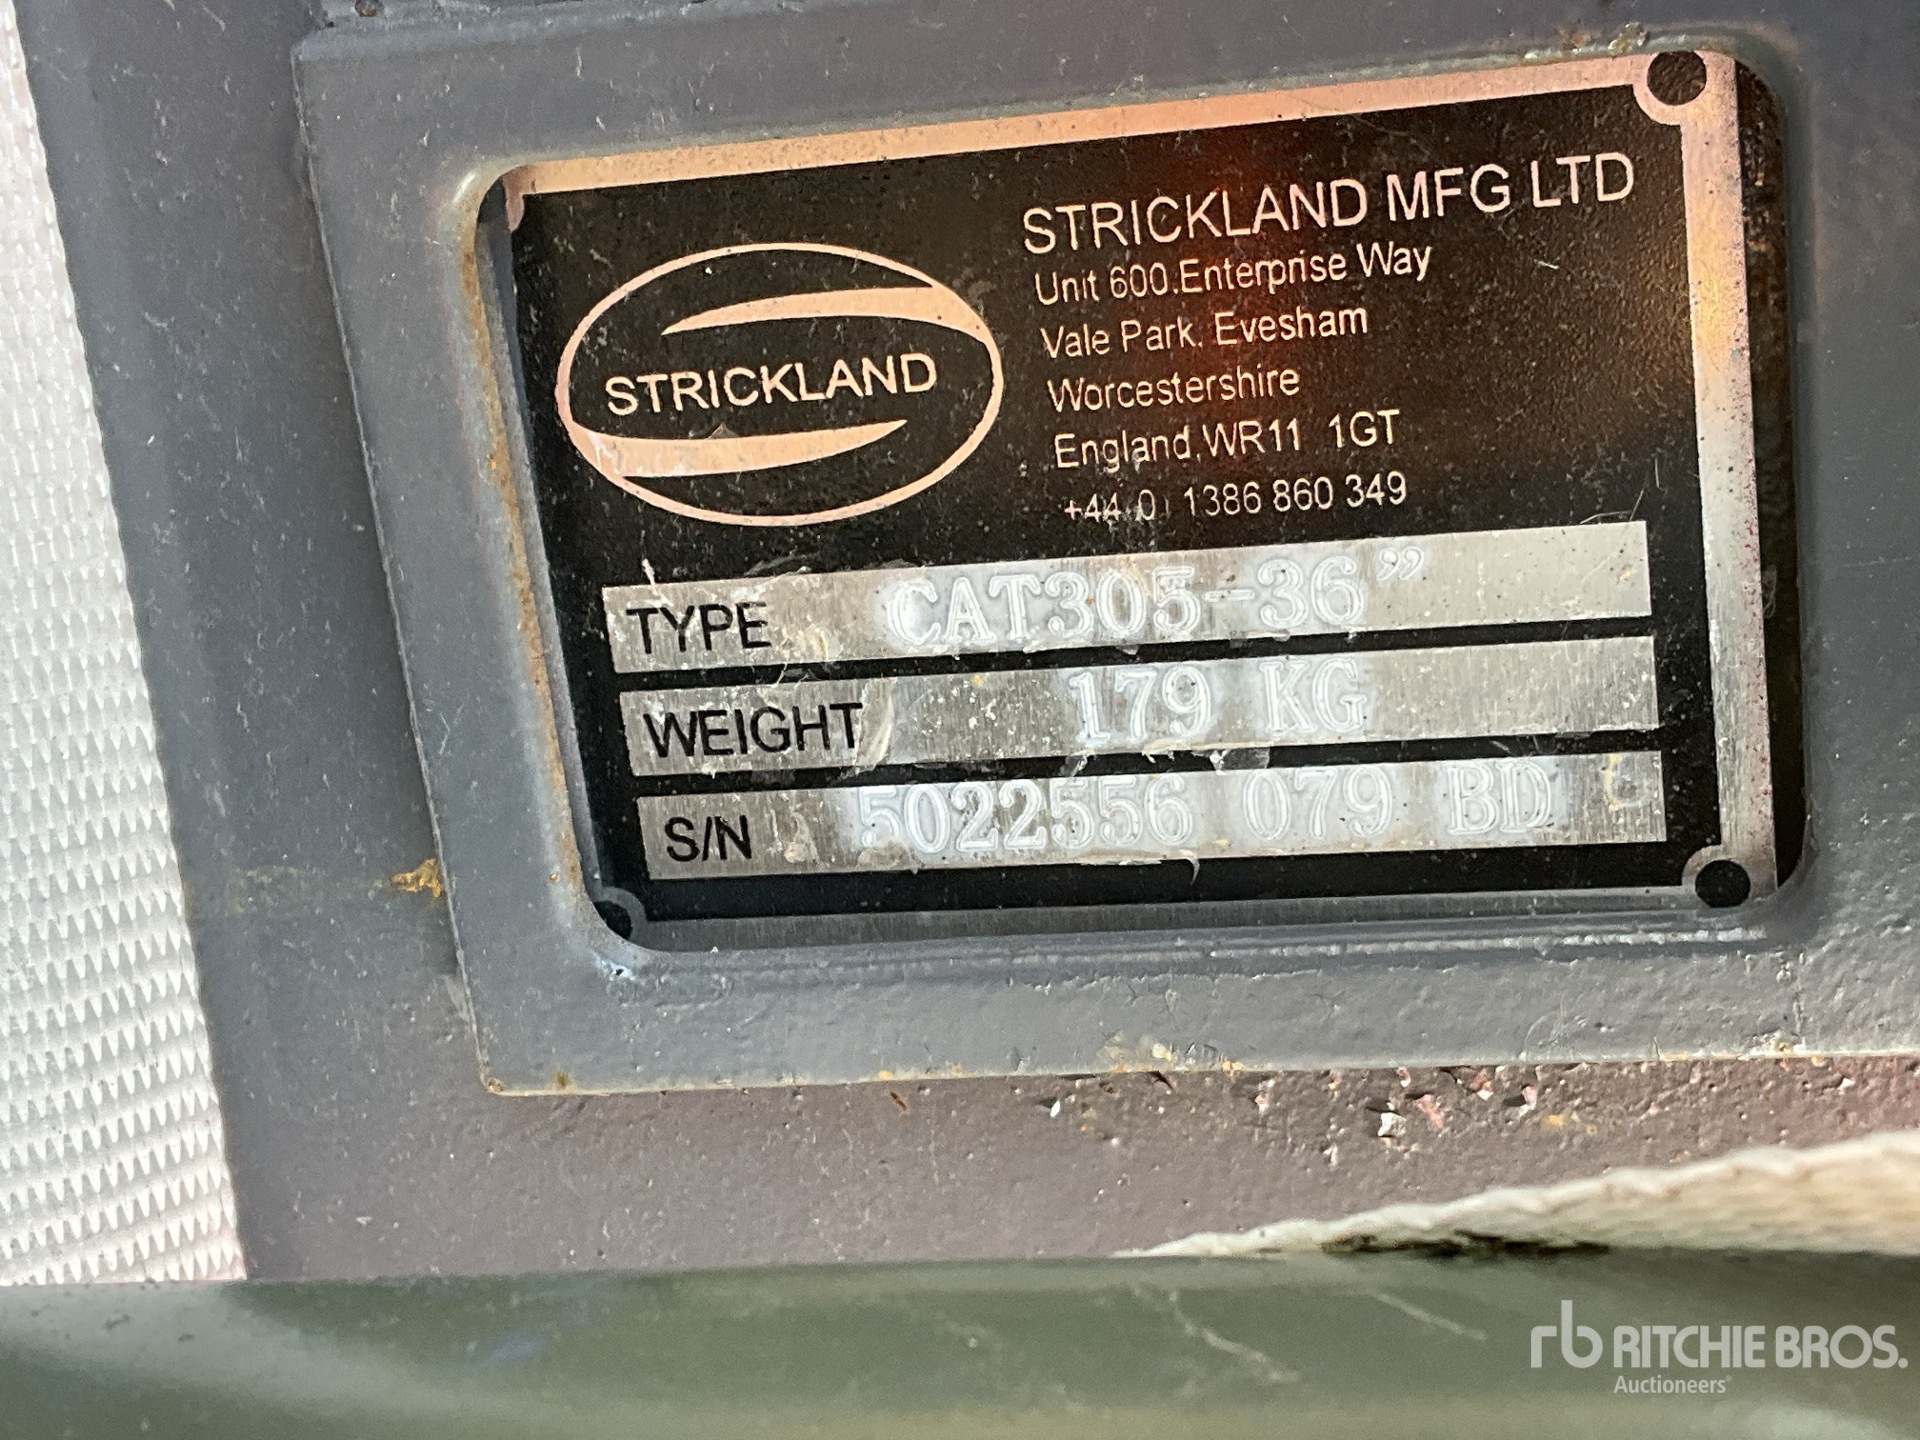 STRICKLAND
STRICKLAND MFG LTD
Unit 600.Enterprise Way
Vale Park. Evesham
Worcestershire
England.WR11 1GT
+44 0) 1386 860 349
TYPE CAT305-36”
WEIGHT 179 KG
S/N 5022556 079 BD
rb RITCHIE BROS.
Auctioneers